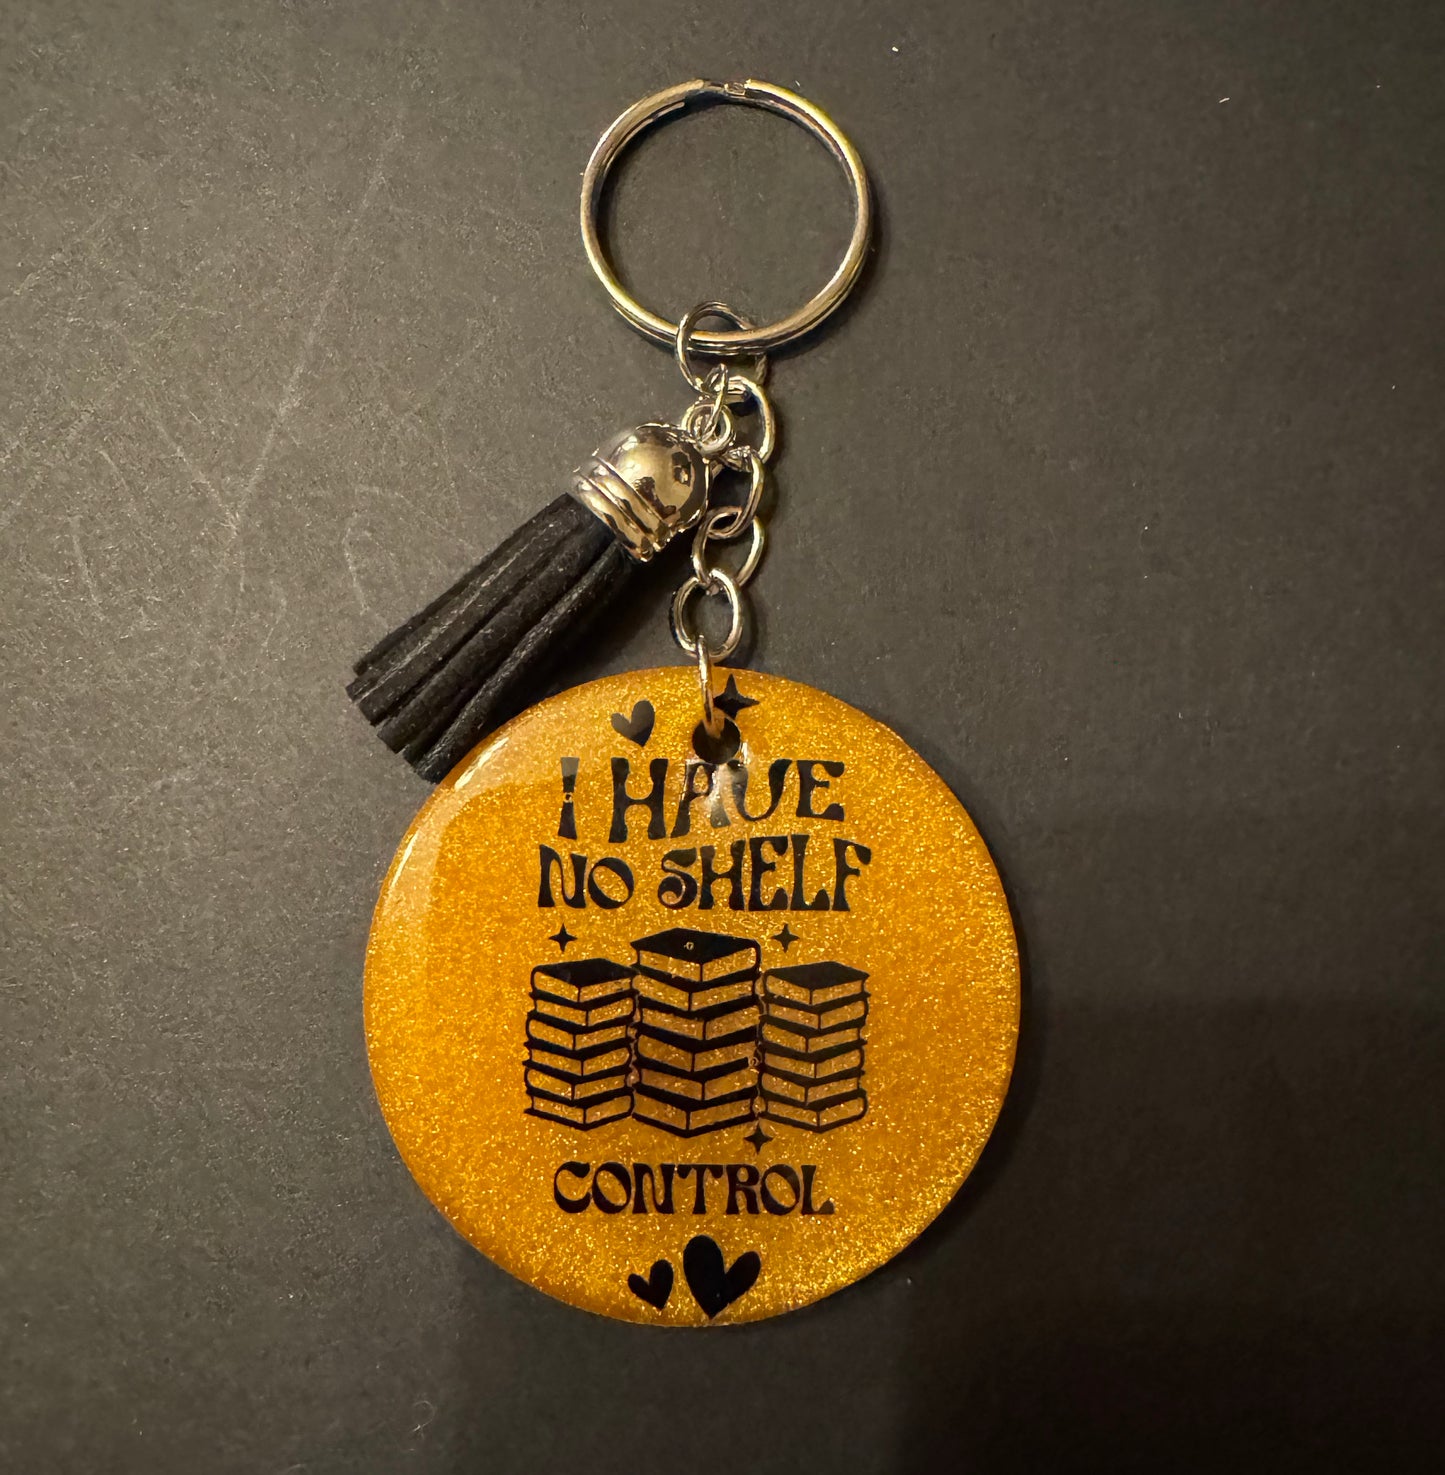 I HAVE
NO SHELF
CONTROL